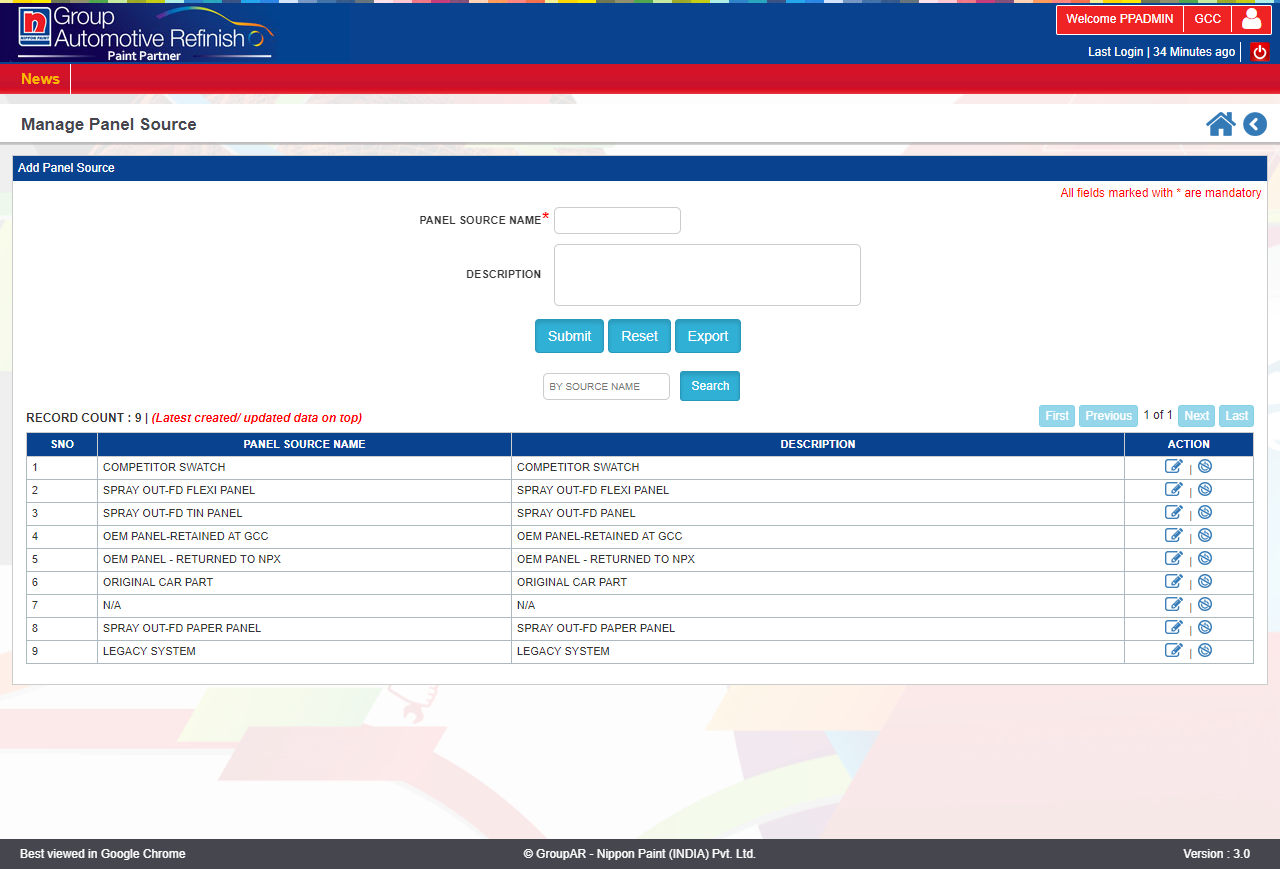 Group
Automotive Refinish
Paint Partner
NIPPON PAINT
Welcome PPADMIN GCC
Last Login | 34 Minutes ago
News
Manage Panel Source
Add Panel Source
All fields marked with * are mandatory
PANEL SOURCE NAME*
DESCRIPTION
Submit Reset Export
BY SOURCE NAME Search
RECORD COUNT : 9 | (Latest created/ updated data on top) First Previous 1 of 1 Next Last
SNO PANEL SOURCE NAME DESCRIPTION ACTION
1 COMPETITOR SWATCH COMPETITOR SWATCH |
2 SPRAY OUT-FD FLEXI PANEL SPRAY OUT-FD FLEXI PANEL |
3 SPRAY OUT-FD TIN PANEL SPRAY OUT-FD PANEL |
4 OEM PANEL-RETAINED AT GCC OEM PANEL-RETAINED AT GCC |
5 OEM PANEL - RETURNED TO NPX OEM PANEL - RETURNED TO NPX |
6 ORIGINAL CAR PART ORIGINAL CAR PART |
7 N/A N/A |
8 SPRAY OUT-FD PAPER PANEL SPRAY OUT-FD PAPER PANEL |
9 LEGACY SYSTEM LEGACY SYSTEM |
Best viewed in Google Chrome © GroupAR - Nippon Paint (INDIA) Pvt. Ltd. Version : 3.0